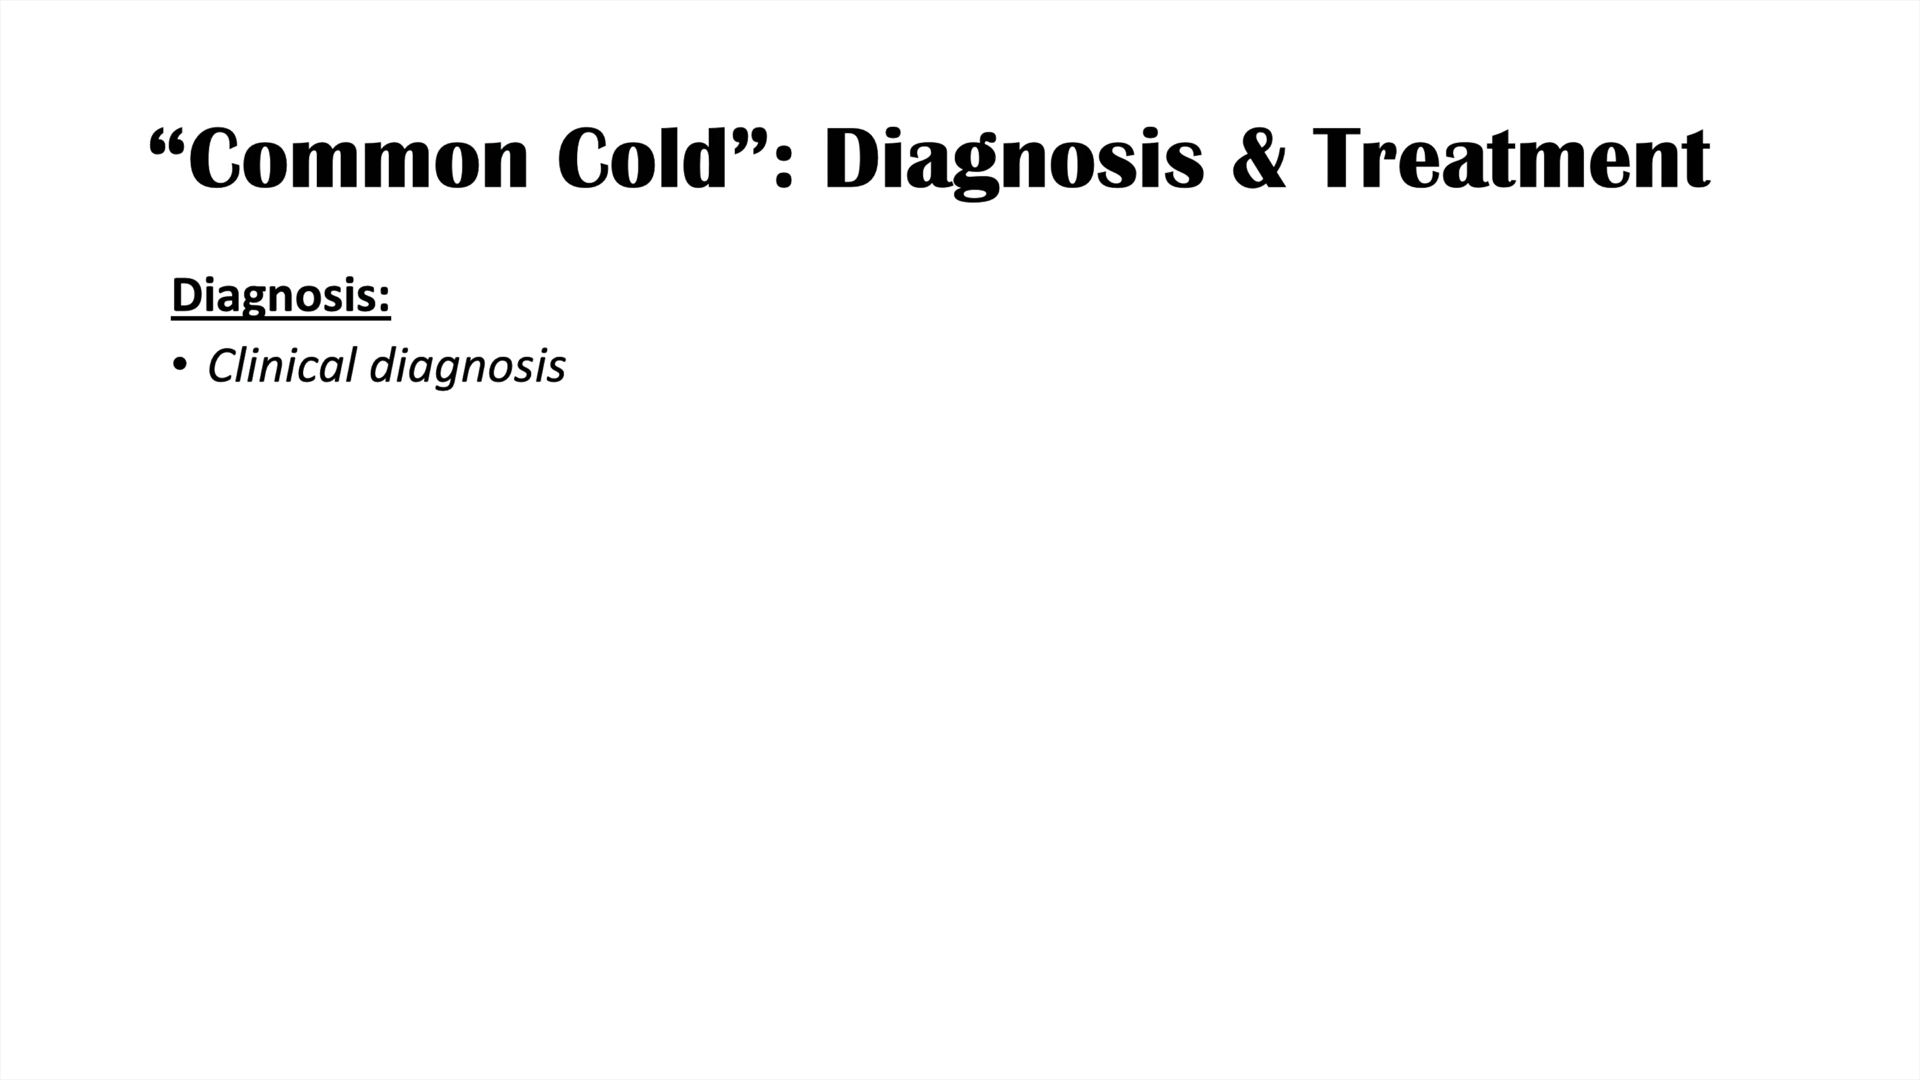 “Common Cold”: Diagnosis & Treatment
Diagnosis:
• Clinical diagnosis